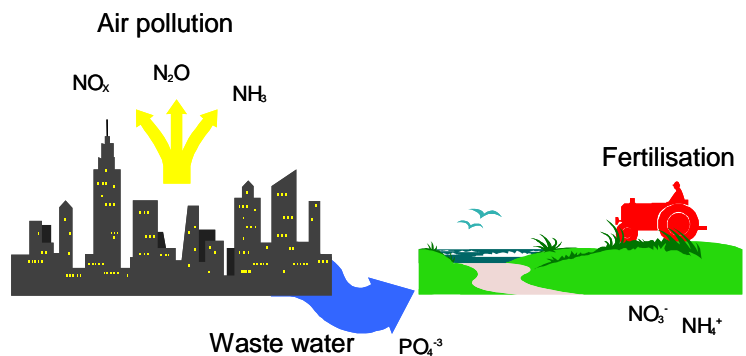 Air pollution
NOₓ
N₂O
NH₃
Fertilisation
NO₃⁻
NH₄⁺
Waste water
PO₄⁻³